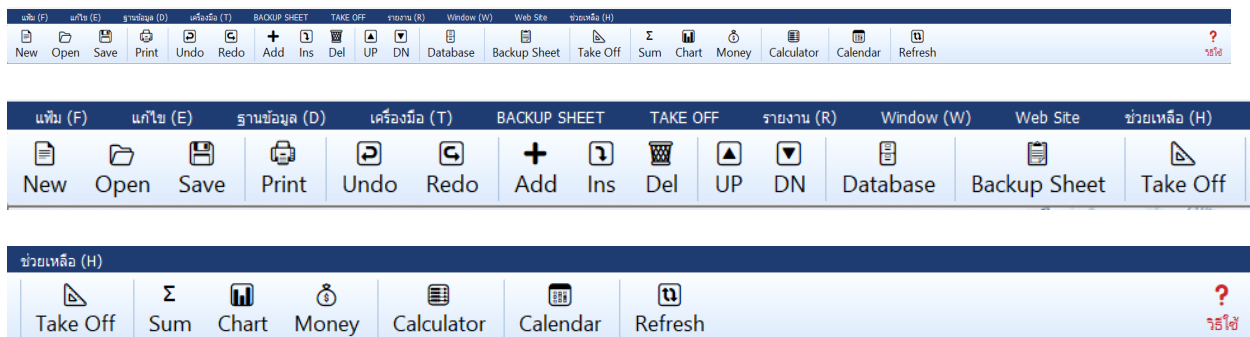 แฟ้ม (F) แก้ไข (E) ฐานข้อมูล (D) เครื่องมือ (T) BACKUP SHEET TAKE OFF รายงาน (R) Window (W) Web Site ช่วยเหลือ (H)
New Open Save Print Undo Redo Add Ins Del UP DN Database Backup Sheet Take Off Sum Chart Money Calculator Calendar Refresh วิธีใช้
แฟ้ม (F) แก้ไข (E) ฐานข้อมูล (D) เครื่องมือ (T) BACKUP SHEET TAKE OFF รายงาน (R) Window (W) Web Site ช่วยเหลือ (H)
New Open Save Print Undo Redo Add Ins Del UP DN Database Backup Sheet Take Off
ช่วยเหลือ (H)
Take Off Sum Chart Money Calculator Calendar Refresh วิธีใช้